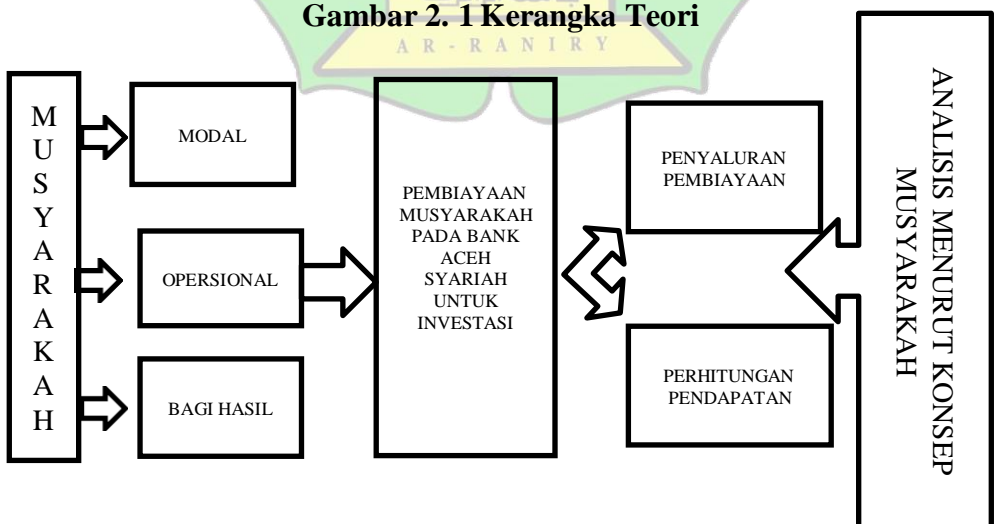 Gambar 2. 1 Kerangka Teori
AR-RANIRY
MUSYARAKAH
MODAL
OPERSIONAL
BAGI HASIL
PEMBIAYAAN
MUSYARAKAH
PADA BANK
ACEH
SYARIAH
UNTUK
INVESTASI
PENYALURAN
PEMBIAYAAN
PERHITUNGAN
PENDAPATAN
ANALISIS MENURUT KONSEP
MUSYARAKAH